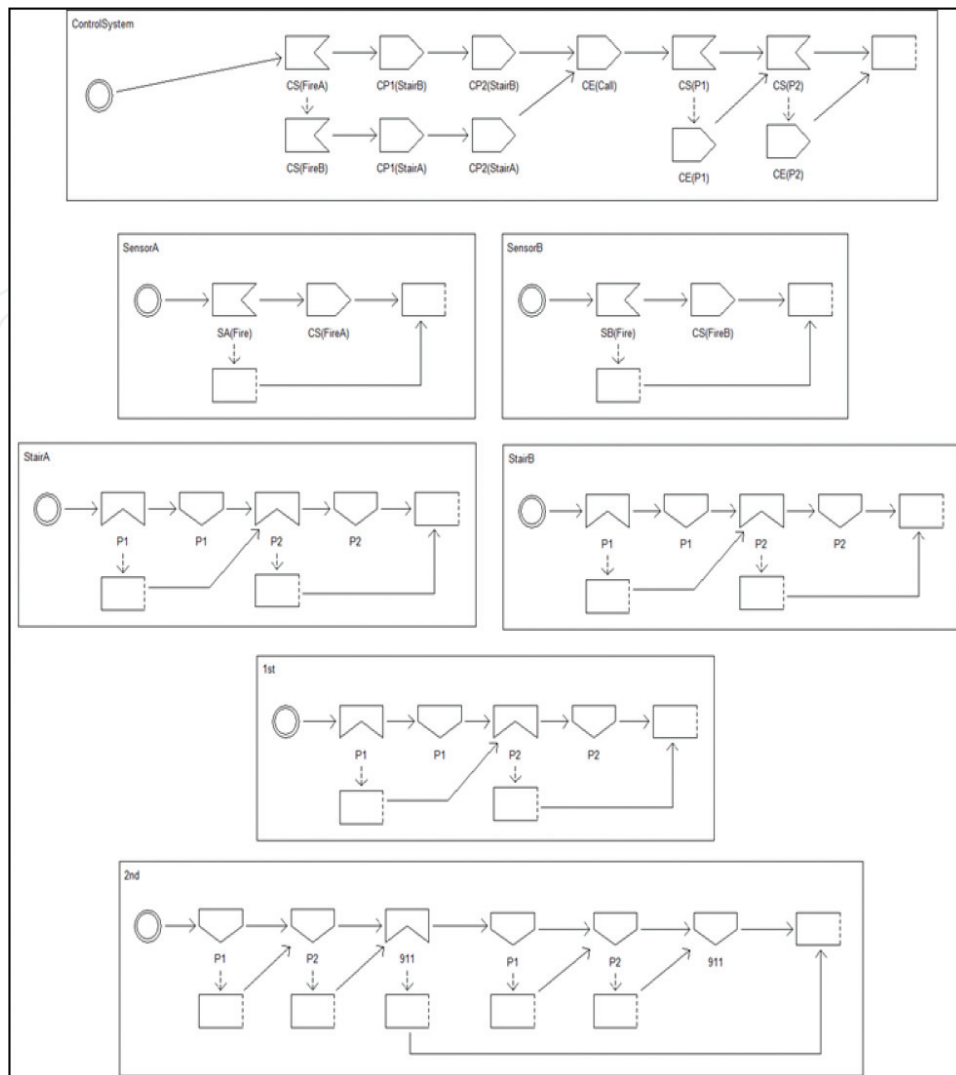 ControlSystem
CS(FireA) CP1(StairB) CP2(StairB) CE(Call) CS(P1) CS(P2)
CS(FireB) CP1(StairA) CP2(StairA) CE(P1) CE(P2)
SensorA
SA(Fire) CS(FireA)
SensorB
SB(Fire) CS(FireB)
StairA
P1 P1 P2 P2
StairB
P1 P1 P2 P2
1st
P1 P1 P2 P2
2nd
P1 P2 911 P1 P2 911